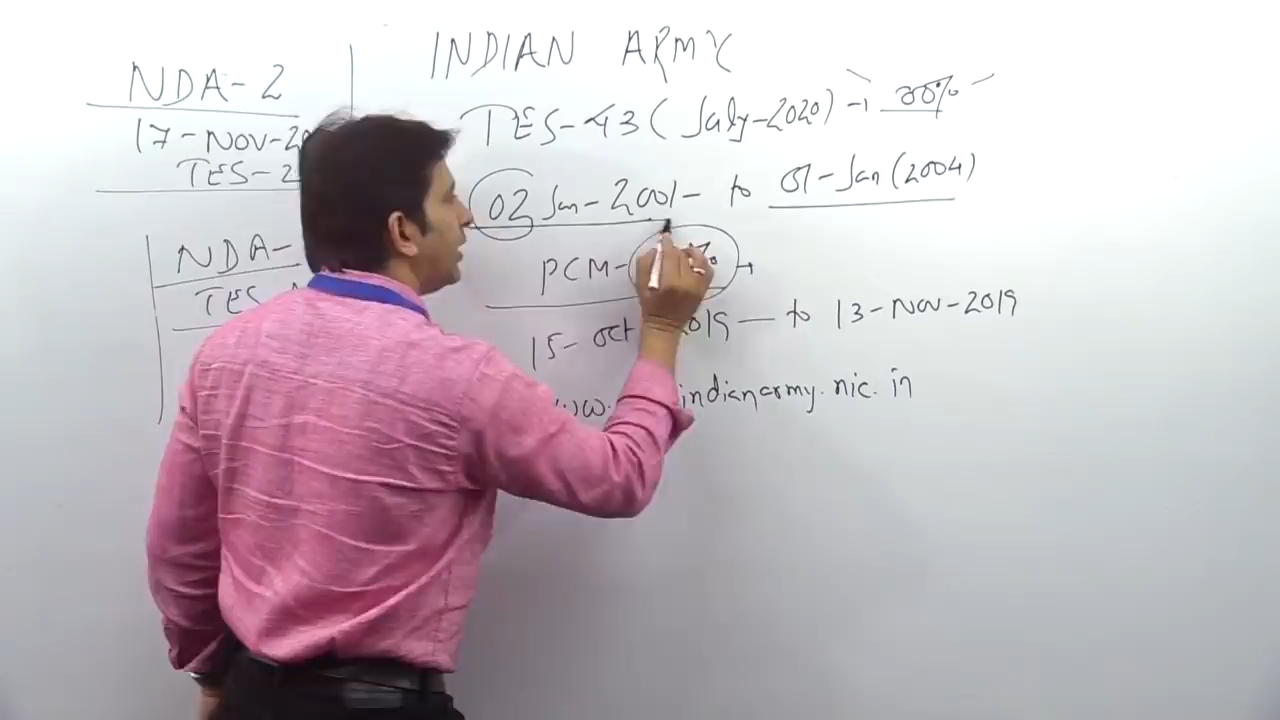 NDA-2
17-NOV-20
TES-2
NDA-
TES-
INDIAN ARMY
TES-43 (July-2020) →
02 Jan-2001- to 01-Jan (2004)
PCM- % →
15- oct 2019 — to 13-Nov-2019
indianarmy.nic.in